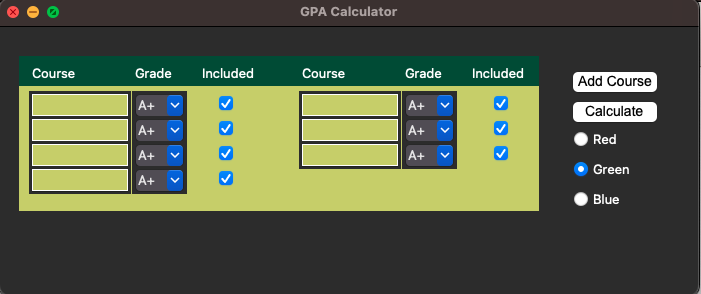 GPA Calculator
Course Grade Included Course Grade Included
Add Course
A+ A+
Calculate
A+ A+
Red
A+ A+
Green
A+
Blue